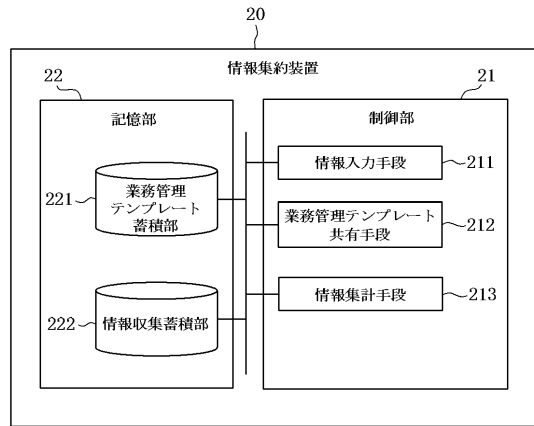 20
情報集約装置
22
記憶部
221
業務管理
テンプレート
蓄積部
222
情報収集蓄積部
21
制御部
情報入力手段
211
業務管理テンプレート
共有手段
212
情報集計手段
213